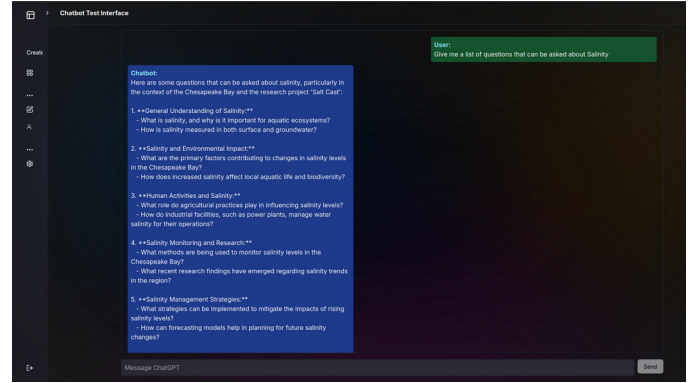 Chatbot Test Interface
Create
User:
Give me a list of questions that can be asked about Salinity
Chatbot:
Here are some questions that can be asked about salinity, particularly in
the context of the Chesapeake Bay and the research project 'Salt Cast':
1. **General Understanding of Salinity:**
- What is salinity, and why is it important for aquatic ecosystems?
- How is salinity measured in both surface and groundwater?
2. **Salinity and Environmental Impact:**
- What are the primary factors contributing to changes in salinity levels
in the Chesapeake Bay?
- How does increased salinity affect local aquatic life and biodiversity?
3. **Human Activities and Salinity:**
- What role do agricultural practices play in influencing salinity levels?
- How do industrial facilities, such as power plants, manage water
salinity for their operations?
4. **Salinity Monitoring and Research:**
- What methods are being used to monitor salinity levels in the
Chesapeake Bay?
- What recent research findings have emerged regarding salinity trends
in the region?
5. **Salinity Management Strategies:**
- What strategies can be implemented to mitigate the impacts of rising
salinity levels?
- How can forecasting models help in planning for future salinity
changes?
Message ChatGPT
Send